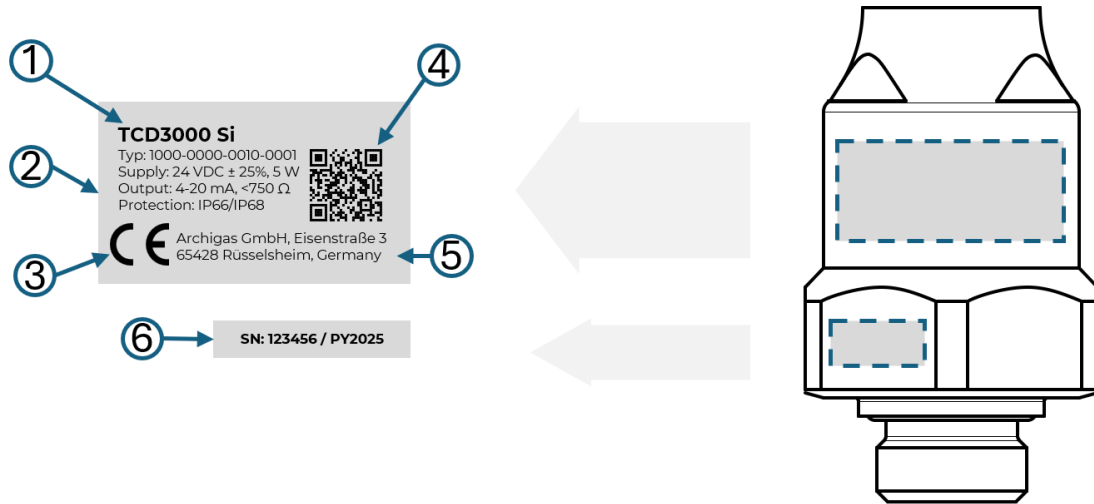 1
4
TCD3000 Si
2
Typ: 1000-0000-0010-0001
Supply: 24 VDC ± 25%, 5 W
Output: 4-20 mA, <750 Ω
Protection: IP66/IP68
3
CE
Archigas GmbH, Eisenstraße 3
65428 Rüsselsheim, Germany
5
6
SN: 123456 / PY2025